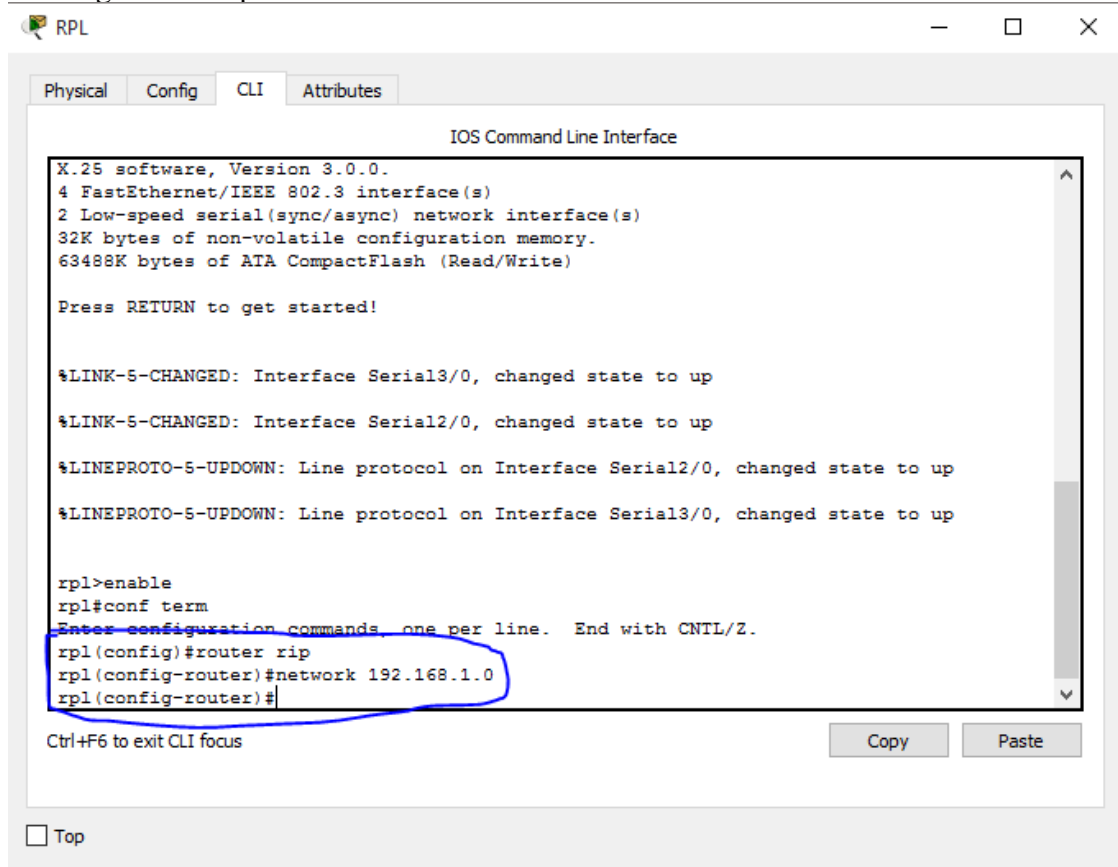 RPL
Physical Config CLI Attributes
IOS Command Line Interface
X.25 software, Version 3.0.0.
4 FastEthernet/IEEE 802.3 interface(s)
2 Low-speed serial(sync/async) network interface(s)
32K bytes of non-volatile configuration memory.
63488K bytes of ATA CompactFlash (Read/Write)
Press RETURN to get started!
%LINK-5-CHANGED: Interface Serial3/0, changed state to up
%LINK-5-CHANGED: Interface Serial2/0, changed state to up
%LINEPROTO-5-UPDOWN: Line protocol on Interface Serial2/0, changed state to up
%LINEPROTO-5-UPDOWN: Line protocol on Interface Serial3/0, changed state to up
rpl>enable
rpl#conf term
Enter configuration commands, one per line. End with CNTL/Z.
rpl(config)#router rip
rpl(config-router)#network 192.168.1.0
rpl(config-router)#
Ctrl+F6 to exit CLI focus
Copy Paste
Top